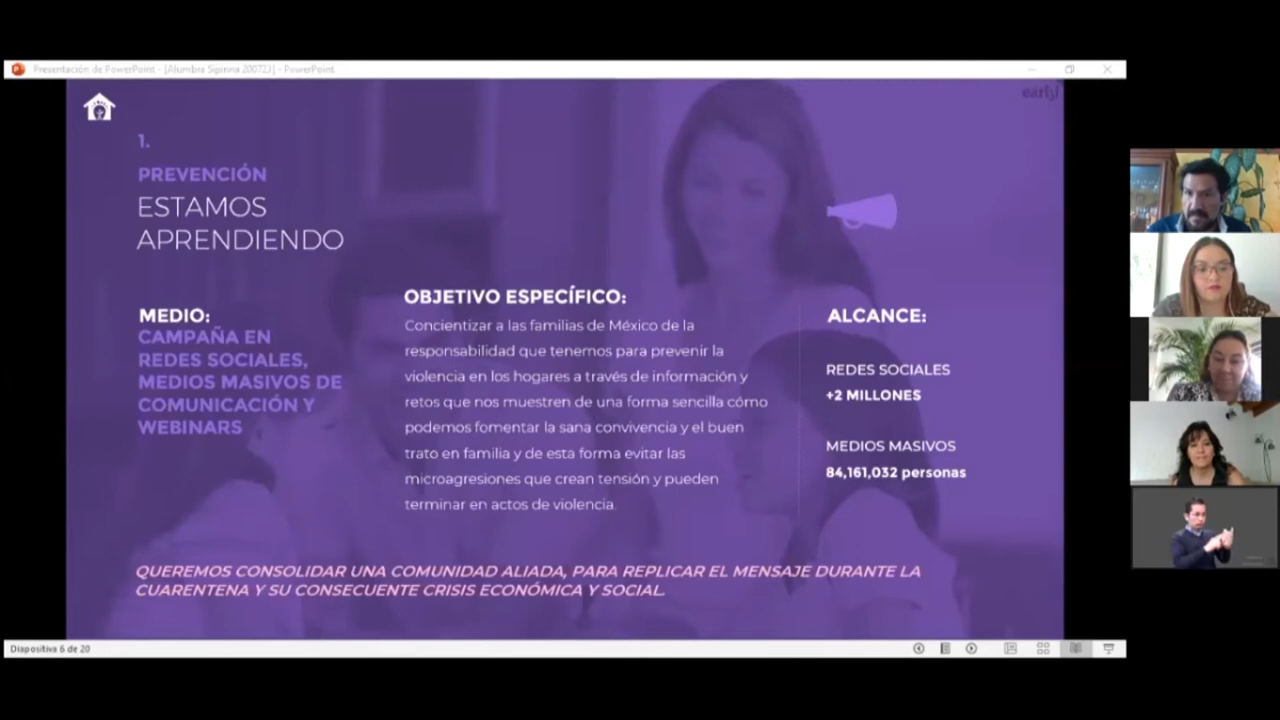 Presentación de PowerPoint - [Alumbra Sipinna 200723] - PowerPoint
1.
PREVENCIÓN
ESTAMOS
APRENDIENDO
MEDIO:
CAMPAÑA EN
REDES SOCIALES,
MEDIOS MASIVOS DE
COMUNICACIÓN Y
WEBINARS
OBJETIVO ESPECÍFICO:
Concientizar a las familias de México de la
responsabilidad que tenemos para prevenir la
violencia en los hogares a través de información y
retos que nos muestren de una forma sencilla cómo
podemos fomentar la sana convivencia y el buen
trato en familia y de esta forma evitar las
microagresiones que crean tensión y pueden
terminar en actos de violencia.
ALCANCE:
REDES SOCIALES
+2 MILLONES
MEDIOS MASIVOS
84,161,032 personas
QUEREMOS CONSOLIDAR UNA COMUNIDAD ALIADA, PARA REPLICAR EL MENSAJE DURANTE LA
CUARENTENA Y SU CONSECUENTE CRISIS ECONÓMICA Y SOCIAL.
Diapositiva 6 de 20